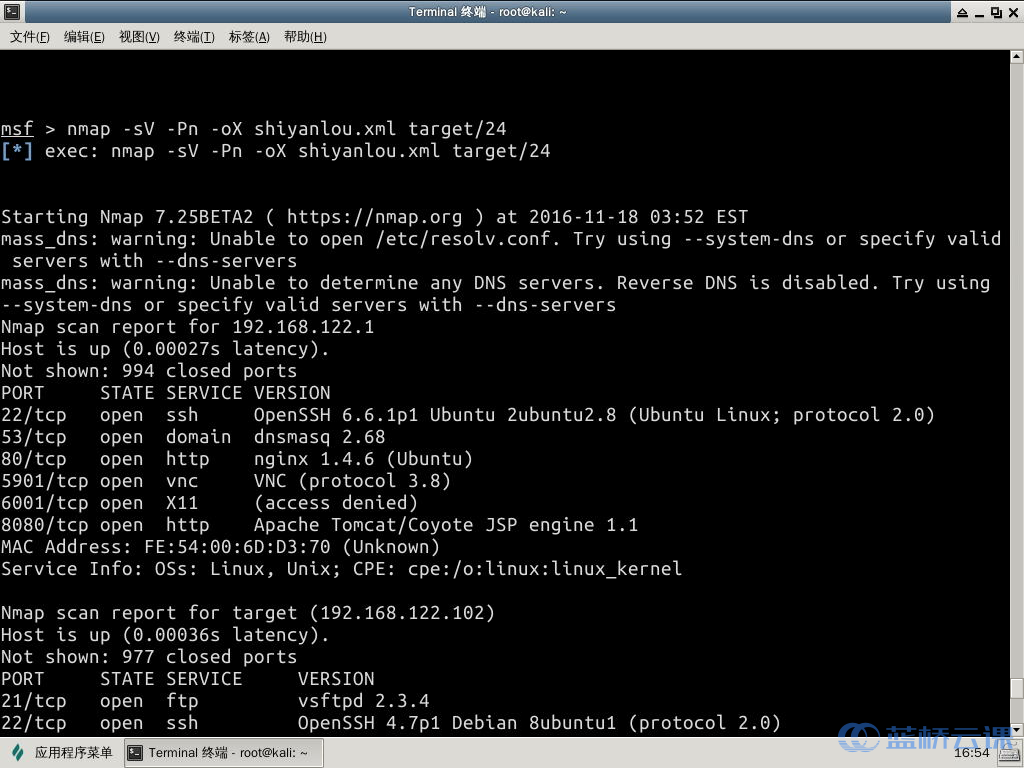 Terminal 终端 - root@kali: ~
文件(F) 编辑(E) 视图(V) 终端(T) 标签(A) 帮助(H)
msf > nmap -sV -Pn -oX shiyanlou.xml target/24
[*] exec: nmap -sV -Pn -oX shiyanlou.xml target/24
Starting Nmap 7.25BETA2 ( https://nmap.org ) at 2016-11-18 03:52 EST
mass_dns: warning: Unable to open /etc/resolv.conf. Try using --system-dns or specify valid
servers with --dns-servers
mass_dns: warning: Unable to determine any DNS servers. Reverse DNS is disabled. Try using
--system-dns or specify valid servers with --dns-servers
Nmap scan report for 192.168.122.1
Host is up (0.00027s latency).
Not shown: 994 closed ports
PORT     STATE SERVICE VERSION
22/tcp   open  ssh     OpenSSH 6.6.1p1 Ubuntu 2ubuntu2.8 (Ubuntu Linux; protocol 2.0)
53/tcp   open  domain  dnsmasq 2.68
80/tcp   open  http    nginx 1.4.6 (Ubuntu)
5901/tcp open  vnc     VNC (protocol 3.8)
6001/tcp open  X11     (access denied)
8080/tcp open  http    Apache Tomcat/Coyote JSP engine 1.1
MAC Address: FE:54:00:6D:D3:70 (Unknown)
Service Info: OSs: Linux, Unix; CPE: cpe:/o:linux:linux_kernel
Nmap scan report for target (192.168.122.102)
Host is up (0.00036s latency).
Not shown: 977 closed ports
PORT     STATE SERVICE     VERSION
21/tcp   open  ftp         vsftpd 2.3.4
22/tcp   open  ssh         OpenSSH 4.7p1 Debian 8ubuntu1 (protocol 2.0)
蓝桥云课
应用程序菜单 Terminal 终端 - root@kali: ~ 16:54